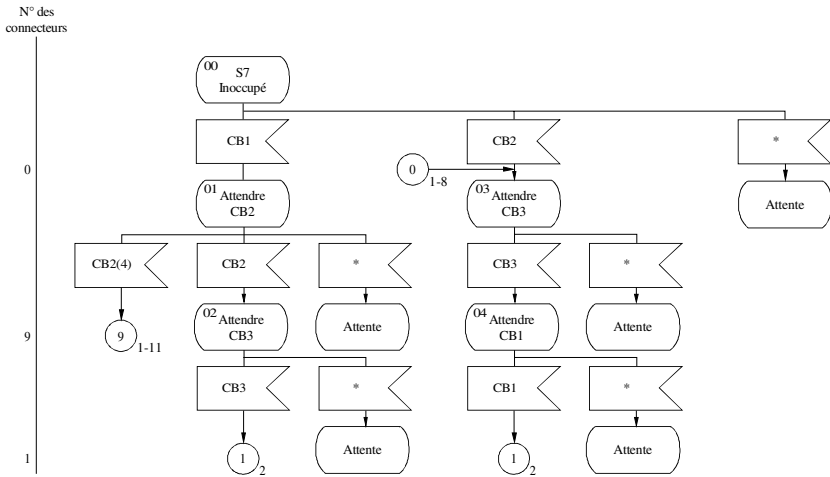 N° des
connecteurs
00
S7
Inoccupé
CB1
CB2
*
0
0
1-8
01 Attendre
CB2
03 Attendre
CB3
Attente
CB2(4)
CB2
*
CB3
*
9
9
1-11
02 Attendre
CB3
Attente
04 Attendre
CB1
Attente
CB3
*
CB1
*
1
1
2
Attente
1
2
Attente